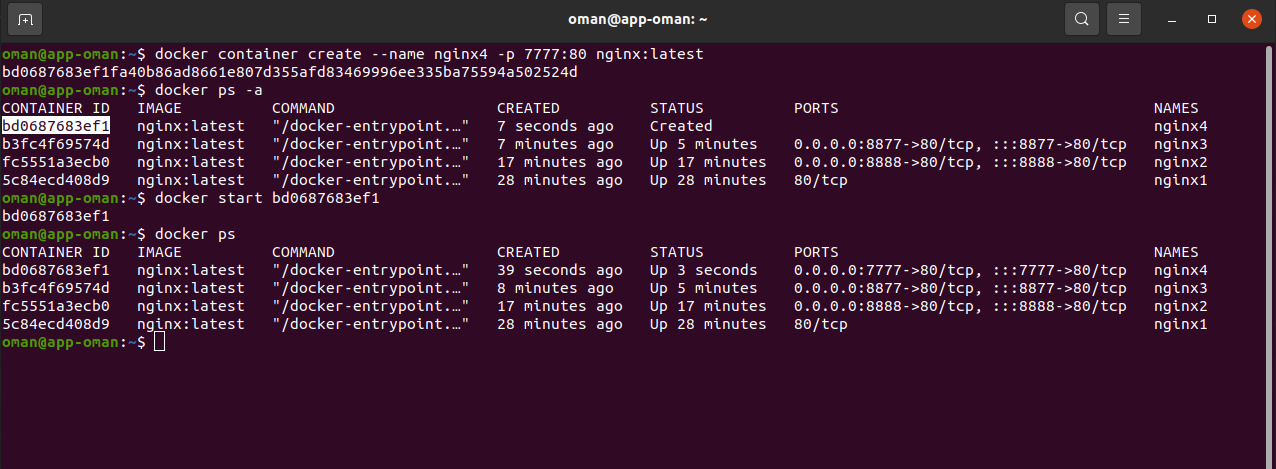 oman@app-oman: ~
oman@app-oman:~$ docker container create --name nginx4 -p 7777:80 nginx:latest
bd0687683ef1fa40b86ad8661e807d355afd83469996ee335ba75594a502524d
oman@app-oman:~$ docker ps -a
CONTAINER ID   IMAGE          COMMAND                  CREATED          STATUS          PORTS                                   NAMES
bd0687683ef1   nginx:latest   "/docker-entrypoint.…"   7 seconds ago    Created                                                 nginx4
b3fc4f69574d   nginx:latest   "/docker-entrypoint.…"   7 minutes ago    Up 5 minutes    0.0.0.0:8877->80/tcp, :::8877->80/tcp   nginx3
fc5551a3ecb0   nginx:latest   "/docker-entrypoint.…"   17 minutes ago   Up 17 minutes   0.0.0.0:8888->80/tcp, :::8888->80/tcp   nginx2
5c84ecd408d9   nginx:latest   "/docker-entrypoint.…"   28 minutes ago   Up 28 minutes   80/tcp                                  nginx1
oman@app-oman:~$ docker start bd0687683ef1
bd0687683ef1
oman@app-oman:~$ docker ps
CONTAINER ID   IMAGE          COMMAND                  CREATED          STATUS          PORTS                                   NAMES
bd0687683ef1   nginx:latest   "/docker-entrypoint.…"   39 seconds ago   Up 3 seconds    0.0.0.0:7777->80/tcp, :::7777->80/tcp   nginx4
b3fc4f69574d   nginx:latest   "/docker-entrypoint.…"   8 minutes ago    Up 5 minutes    0.0.0.0:8877->80/tcp, :::8877->80/tcp   nginx3
fc5551a3ecb0   nginx:latest   "/docker-entrypoint.…"   17 minutes ago   Up 17 minutes   0.0.0.0:8888->80/tcp, :::8888->80/tcp   nginx2
5c84ecd408d9   nginx:latest   "/docker-entrypoint.…"   28 minutes ago   Up 28 minutes   80/tcp                                  nginx1
oman@app-oman:~$